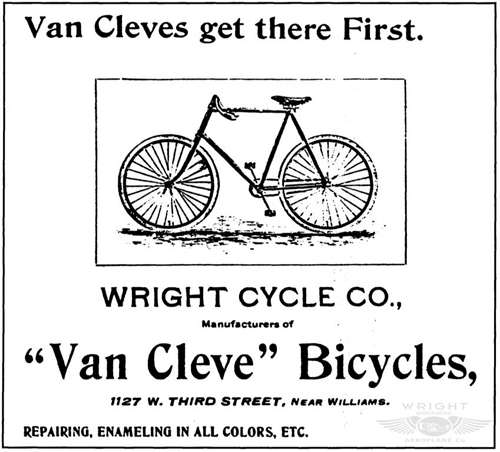 Van Cleves get there First.
WRIGHT CYCLE CO.,
Manufacturers of
“Van Cleve” Bicycles,
1127 W. THIRD STREET, NEAR WILLIAMS.
REPAIRING, ENAMELING IN ALL COLORS, ETC.
WRIGHT
BROTHERS
AEROPLANE Co.